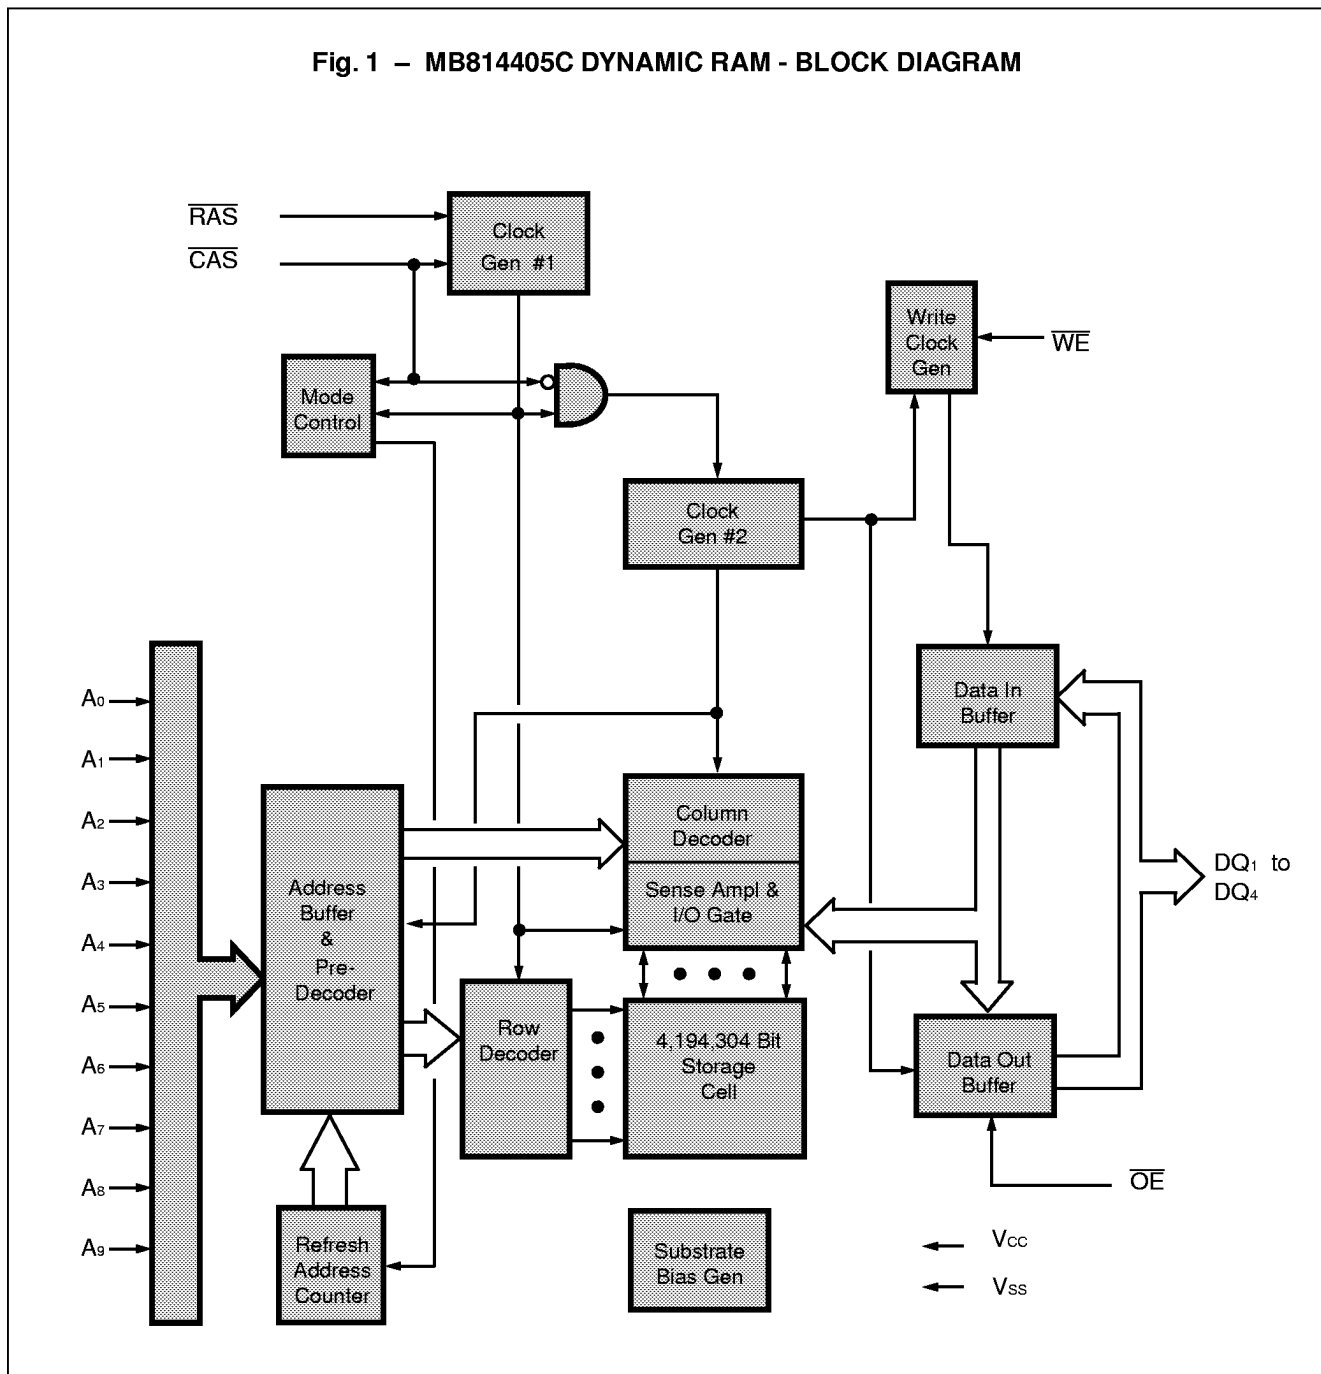 Fig. 1 – MB814405C DYNAMIC RAM - BLOCK DIAGRAM
RAS
CAS
Clock
Gen #1
Write
Clock
Gen
WE
Mode
Control
Clock
Gen #2
A0
A1
A2
A3
A4
A5
A6
A7
A8
A9
Address
Buffer
&
Pre-
Decoder
Column
Decoder
Sense Ampl &
I/O Gate
Data In
Buffer
DQ1 to
DQ4
Row
Decoder
4,194,304 Bit
Storage
Cell
Data Out
Buffer
OE
Refresh
Address
Counter
Substrate
Bias Gen
VCC
VSS